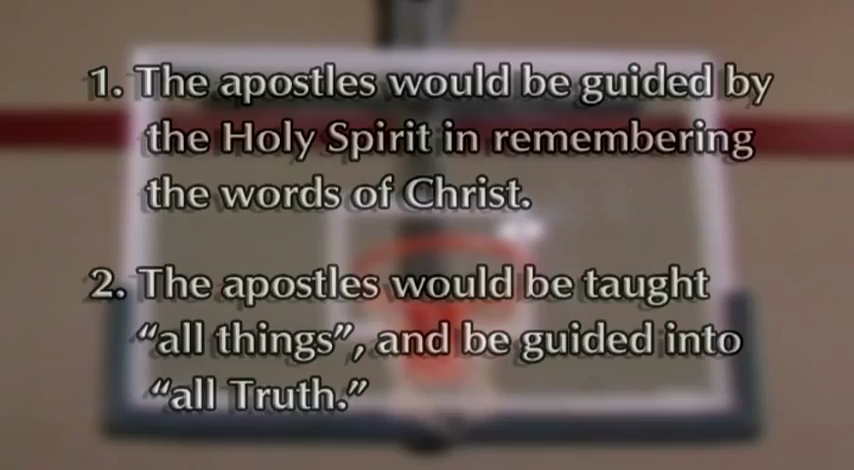 1. The apostles would be guided by
the Holy Spirit in remembering
the words of Christ.
2. The apostles would be taught
“all things”, and be guided into
“all Truth.”